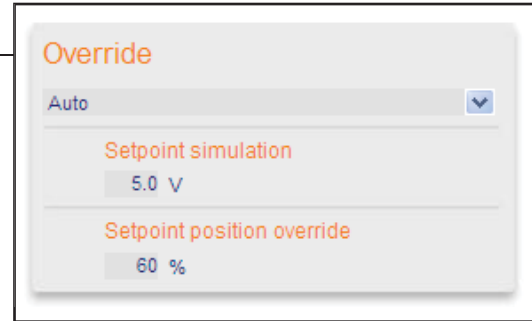 Override
Auto
Setpoint simulation
5.0 V
Setpoint position override
60 %